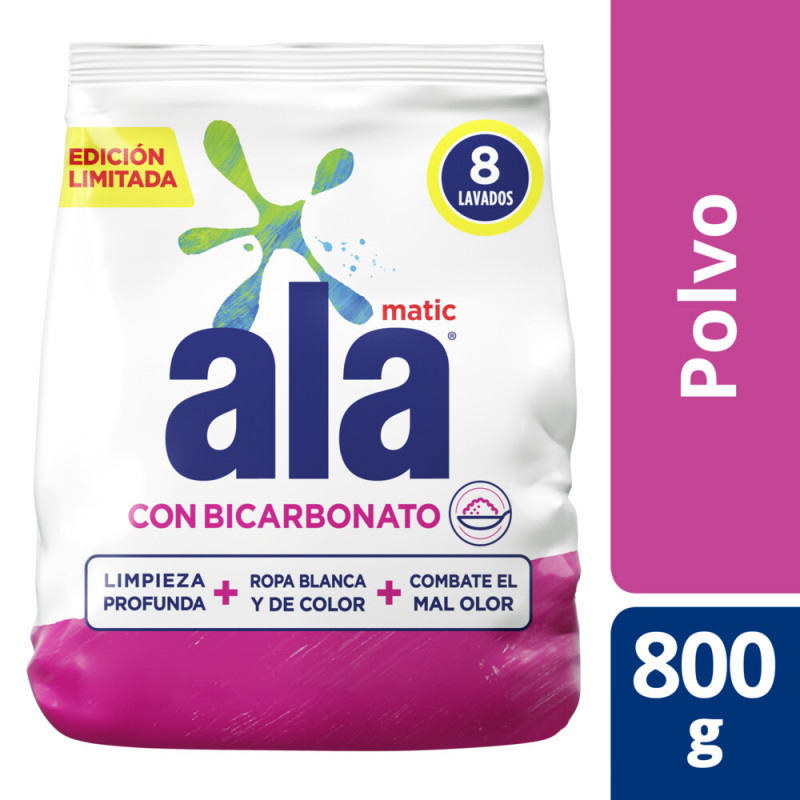 EDICIÓN
LIMITADA
8
LAVADOS
matic
ala®
CON BICARBONATO
LIMPIEZA
PROFUNDA
+
ROPA BLANCA
Y DE COLOR
+
COMBATE EL
MAL OLOR
Polvo
800
g